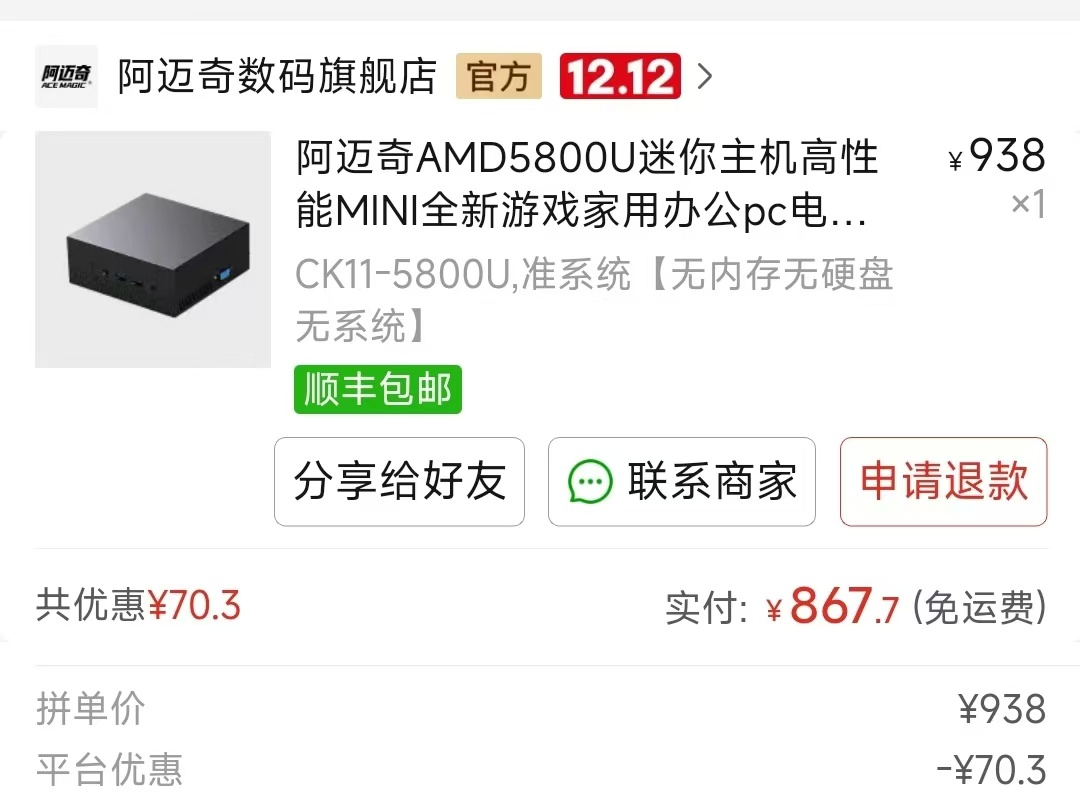 阿迈奇
ACE MAGIC
阿迈奇数码旗舰店 官方 12.12
阿迈奇AMD5800U迷你主机高性 ¥938
能MINI全新游戏家用办公pc电... ×1
CK11-5800U,准系统【无内存无硬盘
无系统】
顺丰包邮
分享给好友 联系商家 申请退款
共优惠¥70.3 实付: ¥867.7 (免运费)
拼单价 ¥938
平台优惠 -¥70.3